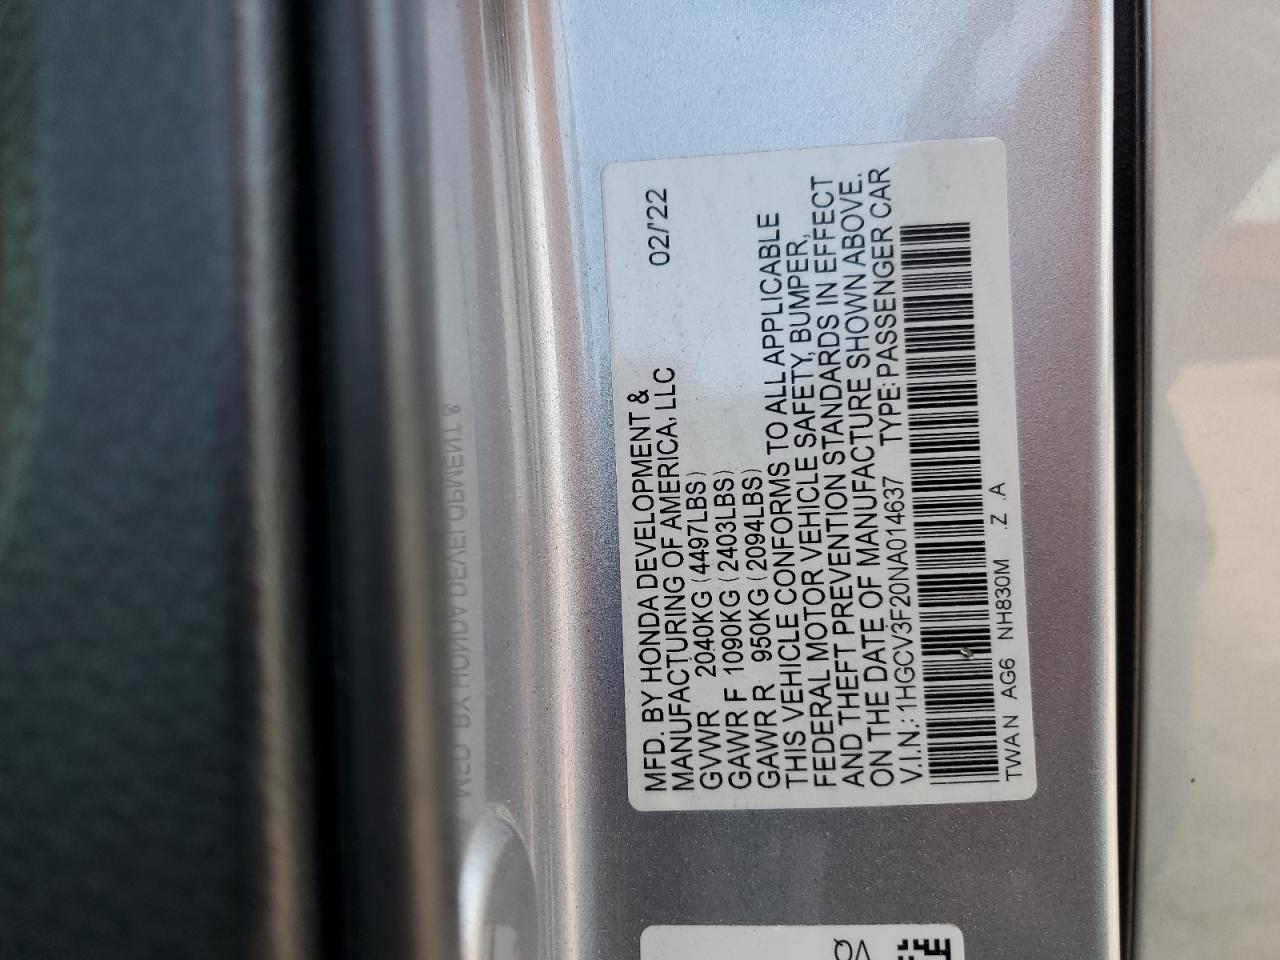 MFD. BY HONDA DEVELOPMENT &
MANUFACTURING OF AMERICA, LLC 02/'22
GVWR 2040KG (4497LBS)
GAWR F 1090KG (2403LBS)
GAWR R 950KG (2094LBS)
THIS VEHICLE CONFORMS TO ALL APPLICABLE
FEDERAL MOTOR VEHICLE SAFETY, BUMPER,
AND THEFT PREVENTION STANDARDS IN EFFECT
ON THE DATE OF MANUFACTURE SHOWN ABOVE.
V.I.N.: 1HGCV3F20NA014637 TYPE: PASSENGER CAR
TWA N AG6 NH830M .Z .A